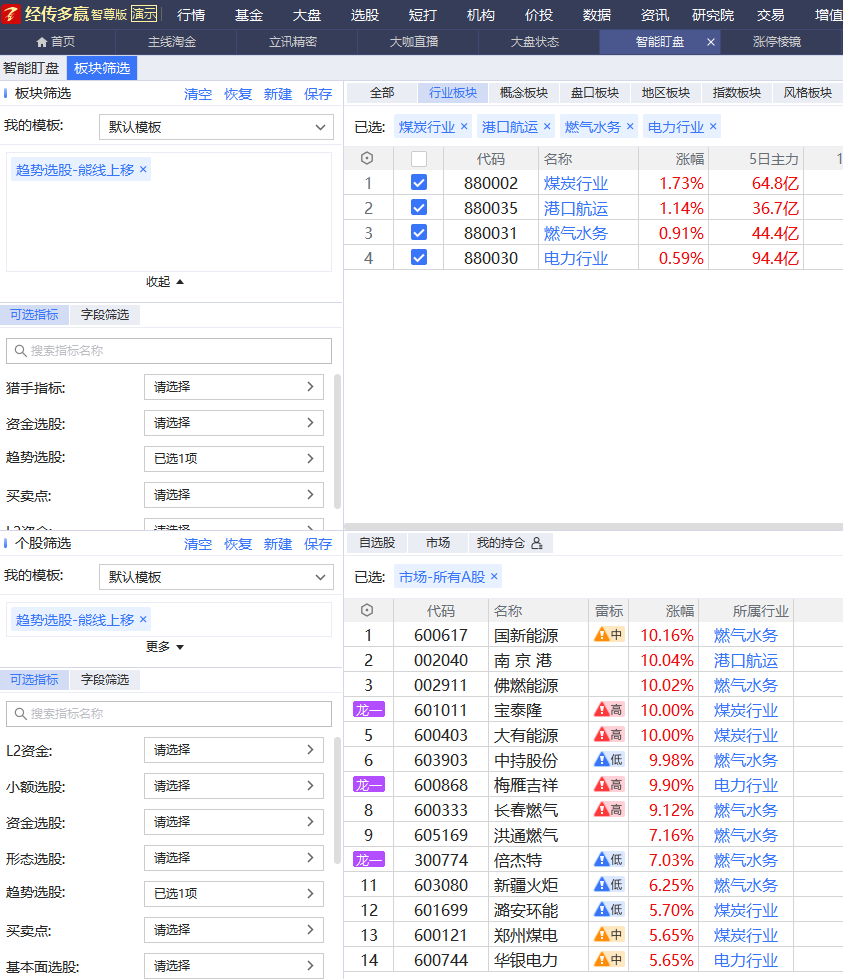 经传多赢 智尊版 演示 行情 基金 大盘 选股 短打 机构 价投 数据 资讯 研究院 交易 增值
首页 主线淘金 立讯精密 大咖直播 大盘状态 智能盯盘 × 涨停棱镜
智能盯盘 板块筛选
板块筛选 清空 恢复 新建 保存
我的模板: 默认模板
趋势选股-熊线上移 ×
收起
可选指标 字段筛选
搜索指标名称
猎手指标: 请选择
资金选股: 请选择
趋势选股: 已选1项
买卖点: 请选择
L2资金: 请选择
全部 行业板块 概念板块 盘口板块 地区板块 指数板块 风格板块
已选: 煤炭行业 × 港口航运 × 燃气水务 × 电力行业 ×
代码 名称 涨幅 5日主力 1
1 880002 煤炭行业 1.73% 64.8亿
2 880035 港口航运 1.14% 36.7亿
3 880031 燃气水务 0.91% 44.4亿
4 880030 电力行业 0.59% 94.4亿
个股筛选 清空 恢复 新建 保存
我的模板: 默认模板
趋势选股-熊线上移 ×
更多
可选指标 字段筛选
搜索指标名称
L2资金: 请选择
小额选股: 请选择
资金选股: 请选择
形态选股: 请选择
趋势选股: 已选1项
买卖点: 请选择
基本面选股: 请选择
自选股 市场 我的持仓
已选: 市场-所有A股 ×
代码 名称 雷标 涨幅 所属行业
1 600617 国新能源 中 10.16% 燃气水务
2 002040 南 京 港 10.04% 港口航运
3 002911 佛燃能源 10.02% 燃气水务
龙一 601011 宝泰隆 高 10.00% 煤炭行业
5 600403 大有能源 高 10.00% 煤炭行业
6 603903 中持股份 低 9.98% 燃气水务
龙一 600868 梅雁吉祥 高 9.90% 电力行业
8 600333 长春燃气 高 9.12% 燃气水务
9 605169 洪通燃气 7.16% 燃气水务
龙一 300774 倍杰特 低 7.03% 燃气水务
11 603080 新疆火炬 低 6.25% 燃气水务
12 601699 潞安环能 低 5.70% 煤炭行业
13 600121 郑州煤电 中 5.65% 煤炭行业
14 600744 华银电力 中 5.65% 电力行业